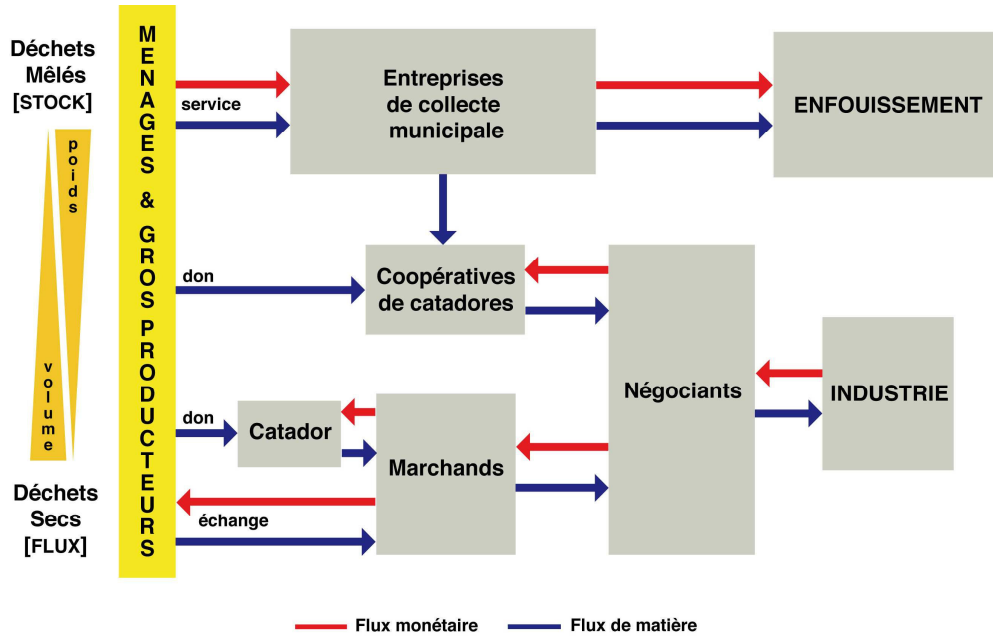 Déchets
Mêlés
[STOCK]
poids
volume
Déchets
Secs
[FLUX]
MENAGES & GROS PRODUCTEURS
service
Entreprises
de collecte
municipale
ENFOUISSEMENT
don
Coopératives
de catadores
Négociants
INDUSTRIE
don
Catador
Marchands
échange
Flux monétaire
Flux de matière